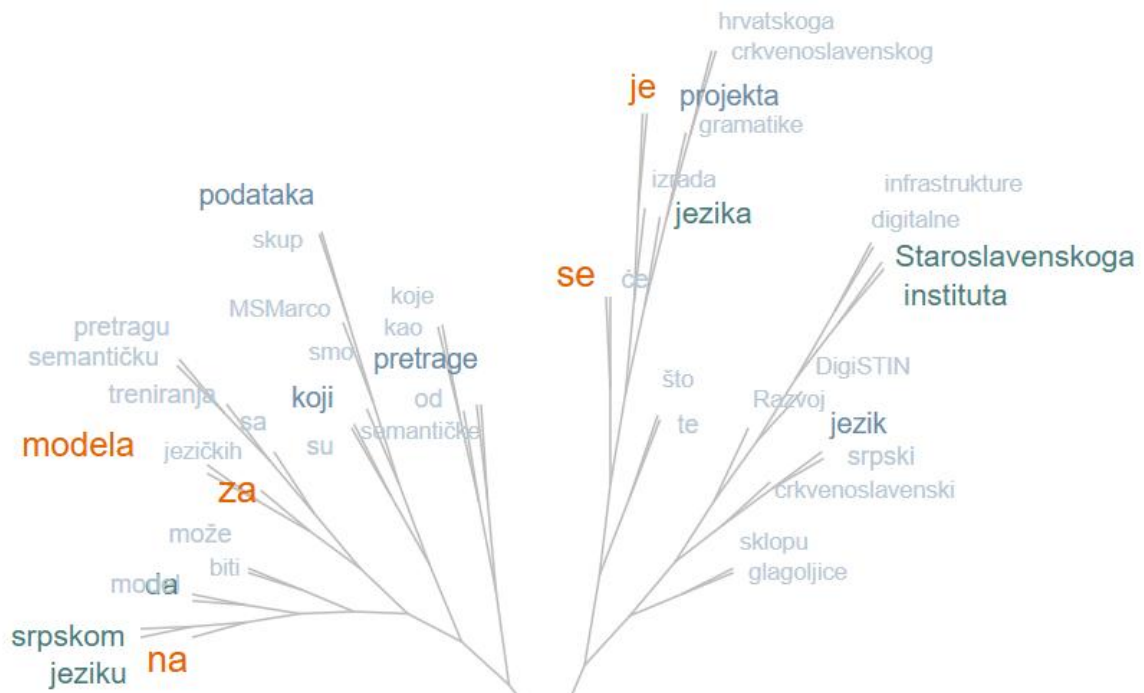 hrvatskoga
crkvenoslavenskog
je
projekta
gramatike
izrada
jezika
se
će
infrastrukture
digitalne
Staroslavenskoga
instituta
podataka
skup
MSMarco
smo
koje
kao
pretrage
koji
od
semantičke
su
pretragu
semantičku
treniranja
sa
modela
jezičkih
za
može
biti
da
model
srpskom
jeziku
na
što
te
DigiSTIN
Razvoj
jezik
srpski
crkvenoslavenski
sklopu
glagoljice